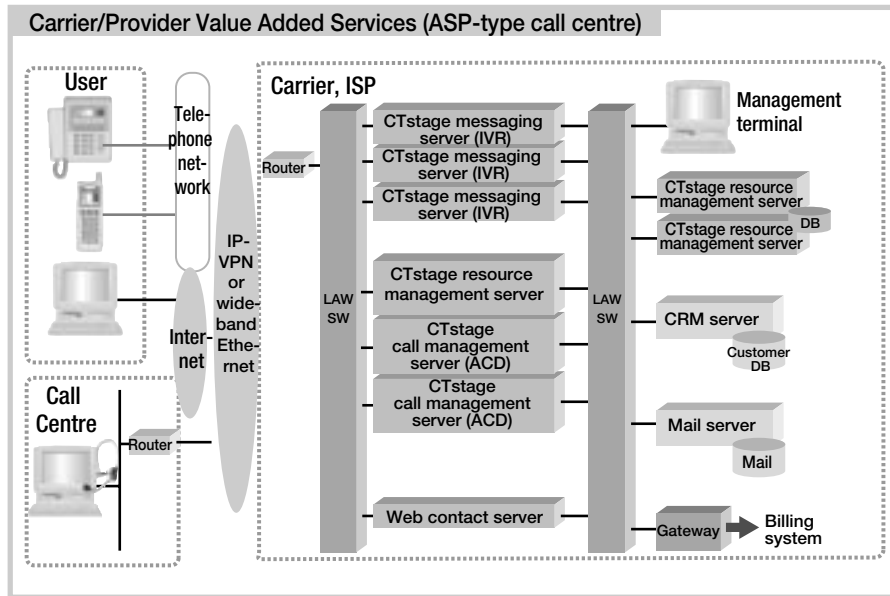 Carrier/Provider Value Added Services (ASP-type call centre)
User
Tele-
phone
net-
work
Inter-
net
Call
Centre
Router
IP-
VPN
or
wide-
band
Ethe-
rnet
Carrier, ISP
Router
LAW
SW
CTstage messaging
server (IVR)
CTstage messaging
server (IVR)
CTstage messaging
server (IVR)
CTstage resource
management server
CTstage
call management
server (ACD)
CTstage
call management
server (ACD)
Web contact server
LAW
SW
Management
terminal
CTstage resource
management server
CTstage resource
management server
DB
CRM server
Customer
DB
Mail server
Mail
Gateway
Billing
system